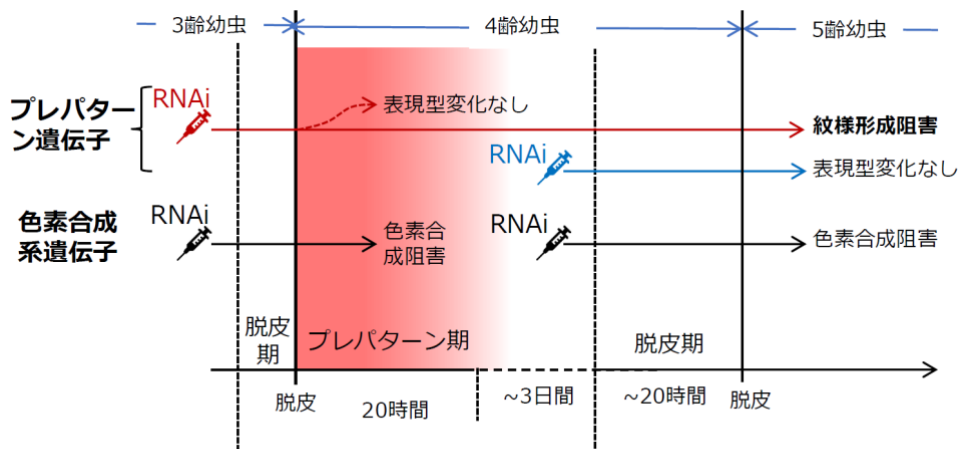 3齢幼虫
4齢幼虫
5齢幼虫
プレパター
ン遺伝子
RNAi
表現型変化なし
紋様形成阻害
RNAi
表現型変化なし
色素合成
系遺伝子
RNAi
色素合
成阻害
RNAi
色素合成阻害
脱皮
期
プレパターン期
脱皮期
脱皮
20時間
~3日間
~20時間
脱皮